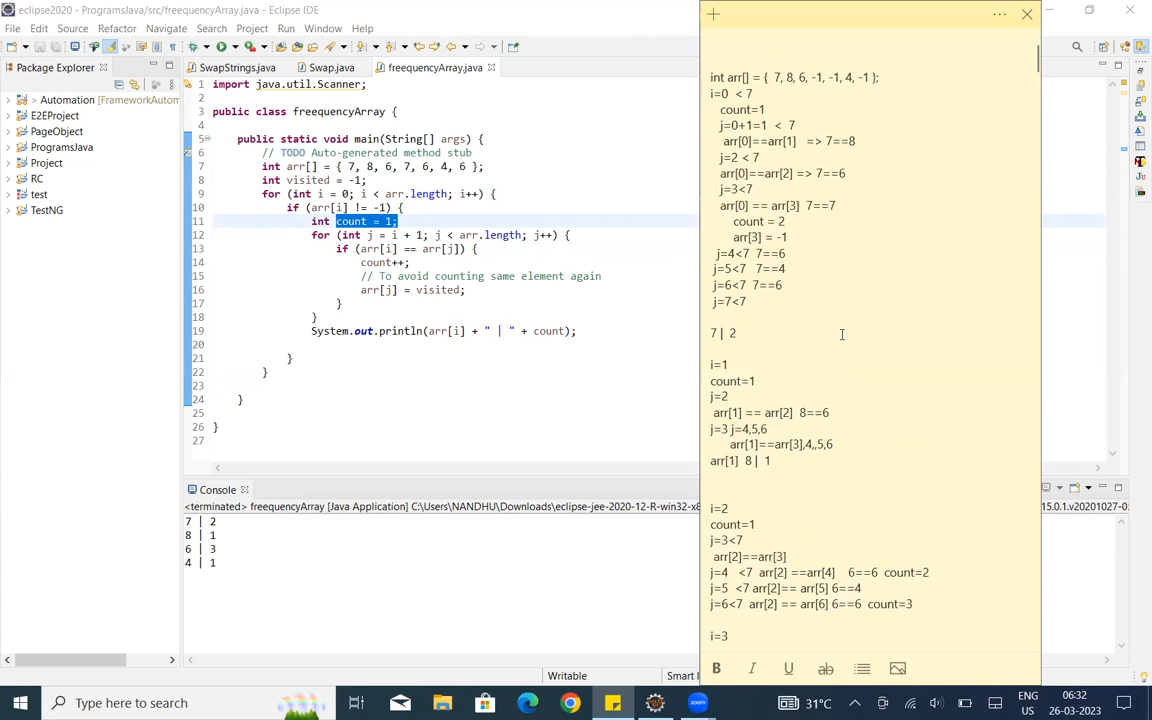 eclipse2020 - ProgramsJava/src/freequencyArray.java - Eclipse IDE
File Edit Source Refactor Navigate Search Project Run Window Help
Package Explorer
> Automation [FrameworkAutom
E2EProject
PageObject
ProgramsJava
Project
RC
test
TestNG
SwapStrings.java Swap.java freequencyArray.java
1 import java.util.Scanner;
2
3 public class freequencyArray {
4
5 public static void main(String[] args) {
6 // TODO Auto-generated method stub
7 int arr[] = { 7, 8, 6, 7, 6, 4, 6 };
8 int visited = -1;
9 for (int i = 0; i < arr.length; i++) {
10 if (arr[i] != -1) {
11 int count = 1;
12 for (int j = i + 1; j < arr.length; j++) {
13 if (arr[i] == arr[j]) {
14 count++;
15 // To avoid counting same element again
16 arr[j] = visited;
17 }
18 }
19 System.out.println(arr[i] + " | " + count);
20
21 }
22 }
23
24 }
25
26 }
27
Console
<terminated> freequencyArray [Java Application] C:\Users\NANDHU\Downloads\eclipse-jee-2020-12-R-win32-x8
15.0.1.v20201027-05
7 | 2
8 | 1
6 | 3
4 | 1
Writable Smart I
int arr[] = { 7, 8, 6, -1, -1, 4, -1 };
i=0 < 7
count=1
j=0+1=1 < 7
arr[0]==arr[1] => 7==8
j=2 < 7
arr[0]==arr[2] => 7==6
j=3<7
arr[0] == arr[3] 7==7
count = 2
arr[3] = -1
j=4<7 7==6
j=5<7 7==4
j=6<7 7==6
j=7<7
7 | 2
i=1
count=1
j=2
arr[1] == arr[2] 8==6
j=3 j=4,5,6
arr[1]==arr[3],4,,5,6
arr[1] 8 | 1
i=2
count=1
j=3<7
arr[2]==arr[3]
j=4 <7 arr[2] ==arr[4] 6==6 count=2
j=5 <7 arr[2]== arr[5] 6==4
j=6<7 arr[2] == arr[6] 6==6 count=3
i=3
B I U ab
Type here to search
zoom
31°C
ENG
US
06:32
26-03-2023